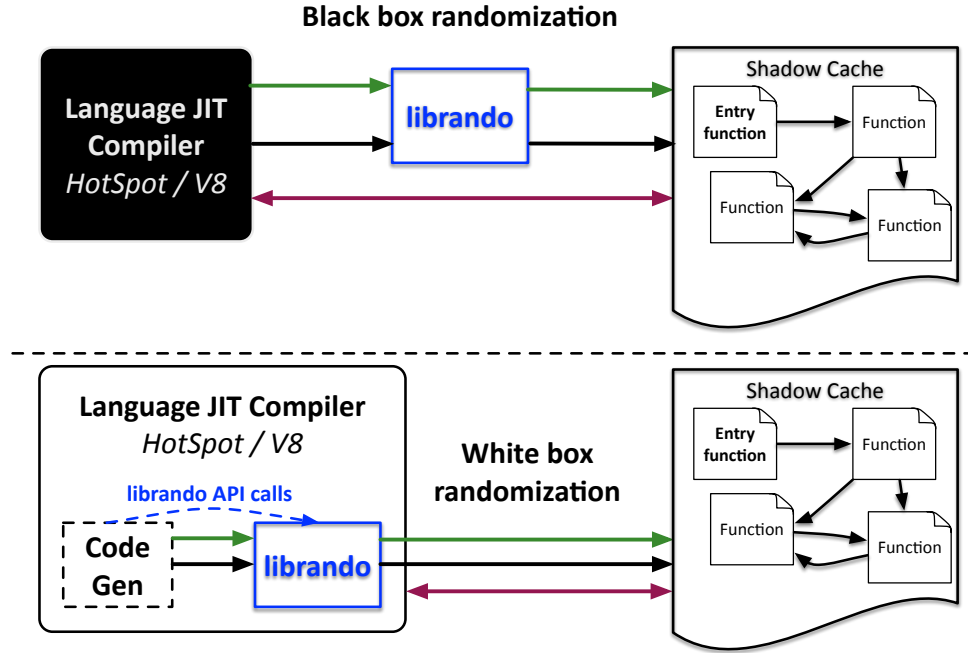 Black box randomization
Language JIT
Compiler
HotSpot / V8
librando
Shadow Cache
Entry
function
Function
Function
Function
Language JIT Compiler
HotSpot / V8
librando API calls
Code
Gen
librando
White box
randomization
Shadow Cache
Entry
function
Function
Function
Function